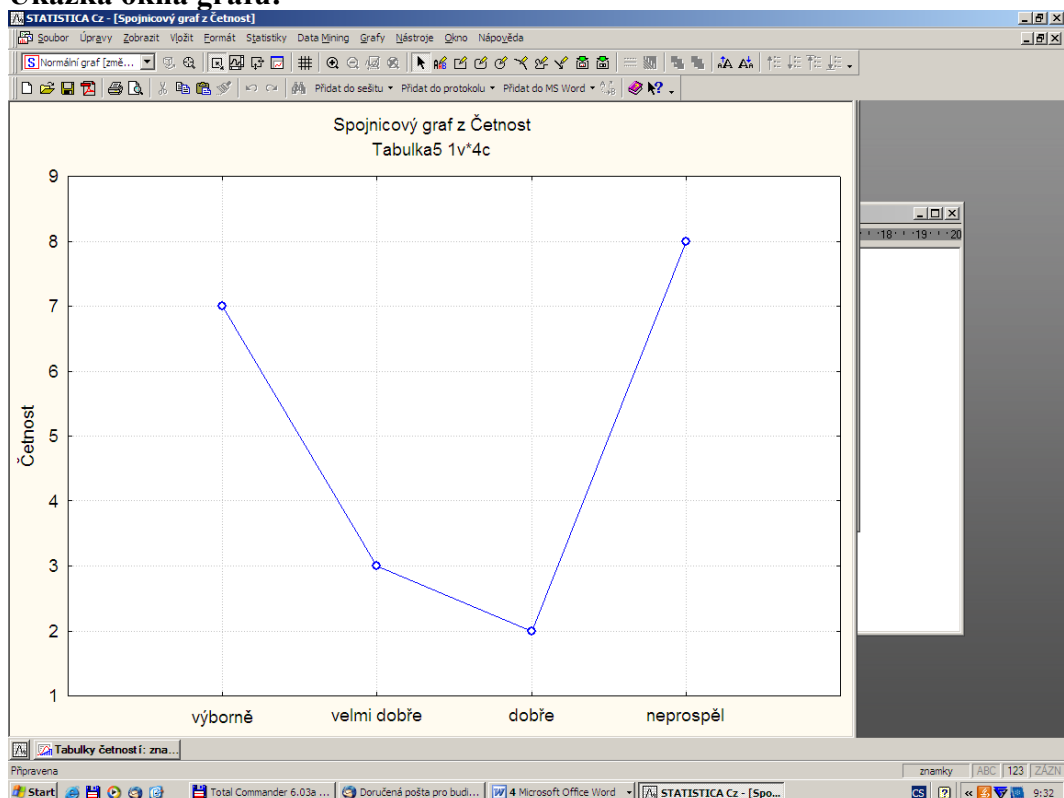 Ukázka okna grafu:
STATISTICA Cz - [Spojnicový graf z Četnost]
Soubor Úpravy Zobrazit Vložit Formát Statistiky Data Mining Grafy Nástroje Okno Nápověda
Normální graf [změ...
Přidat do sešitu Přidat do protokolu Přidat do MS Word
Spojnicový graf z Četnost
Tabulka5 1v*4c
9
8
7
6
5
4
3
2
1
Četnost
výborně velmi dobře dobře neprospěl
18 19 20
Tabulky četností: zna...
Připravena znamky ABC 123 ZÁZN
Start Total Commander 6.03a ... Doručená pošta pro budi... 4 Microsoft Office Word STATISTICA Cz - [Spo... CS 9:32